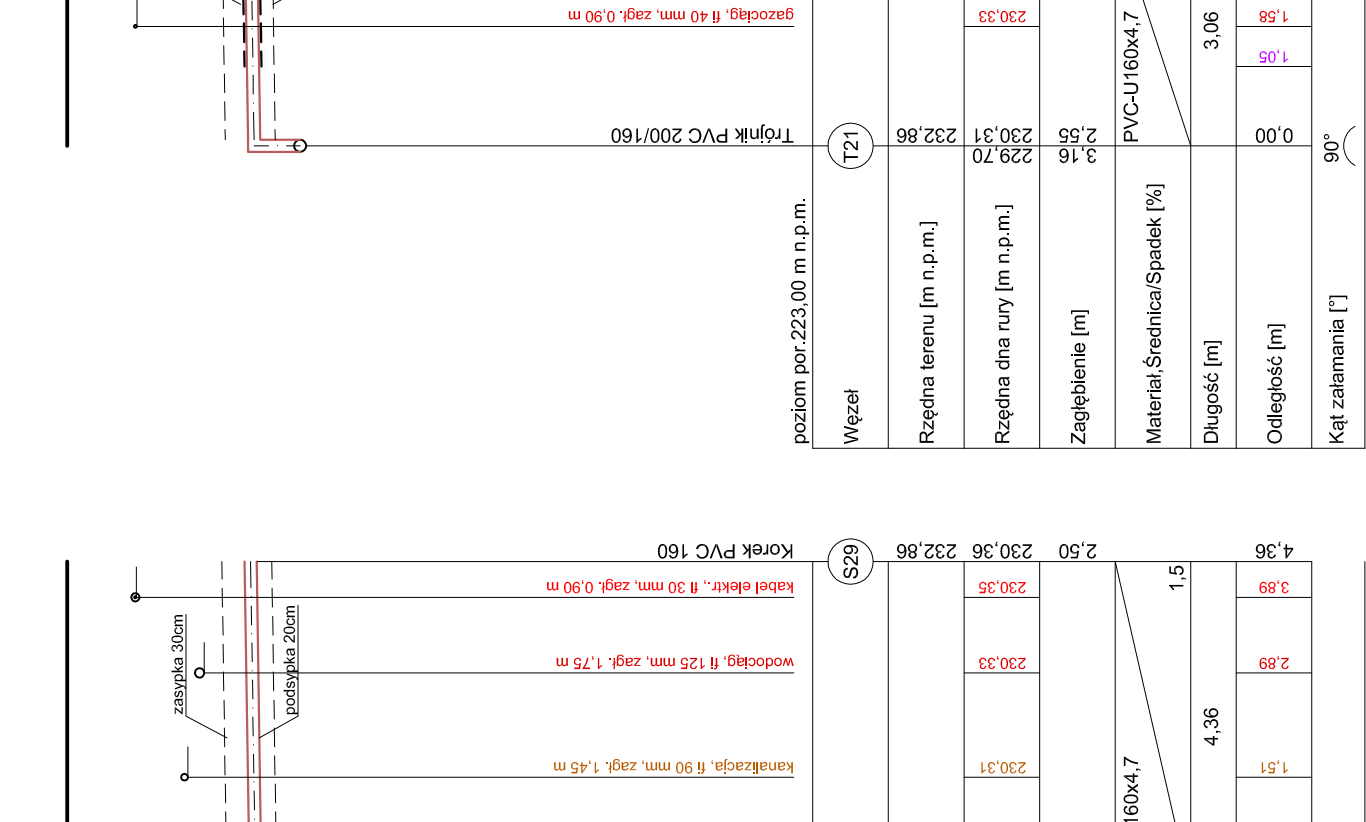 gazociąg, fi 40 mm, zagł. 0,90 m
230,33
1,58
1,05
PVC-U160x4,7
3,06
Trójnik PVC 200/160
T21
232,86
230,31
229,70
2,55
3,16
0,00
90°
poziom por.223,00 m n.p.m.
Węzeł
Rzędna terenu [m n.p.m.]
Rzędna dna rury [m n.p.m.]
Zagłębienie [m]
Materiał,Średnica/Spadek [%]
Długość [m]
Odległość [m]
Kąt załamania [°]
Korek PVC 160
S29
232,86
230,36
2,50
4,36
kabel elektr., fi 30 mm, zagł. 0,90 m
230,35
1,5
3,89
zasypka 30cm
podsypka 20cm
wodociąg, fi 125 mm, zagł. 1,75 m
230,33
2,89
4,36
kanalizacja, fi 90 mm, zagł. 1,45 m
230,31
160x4,7
1,51